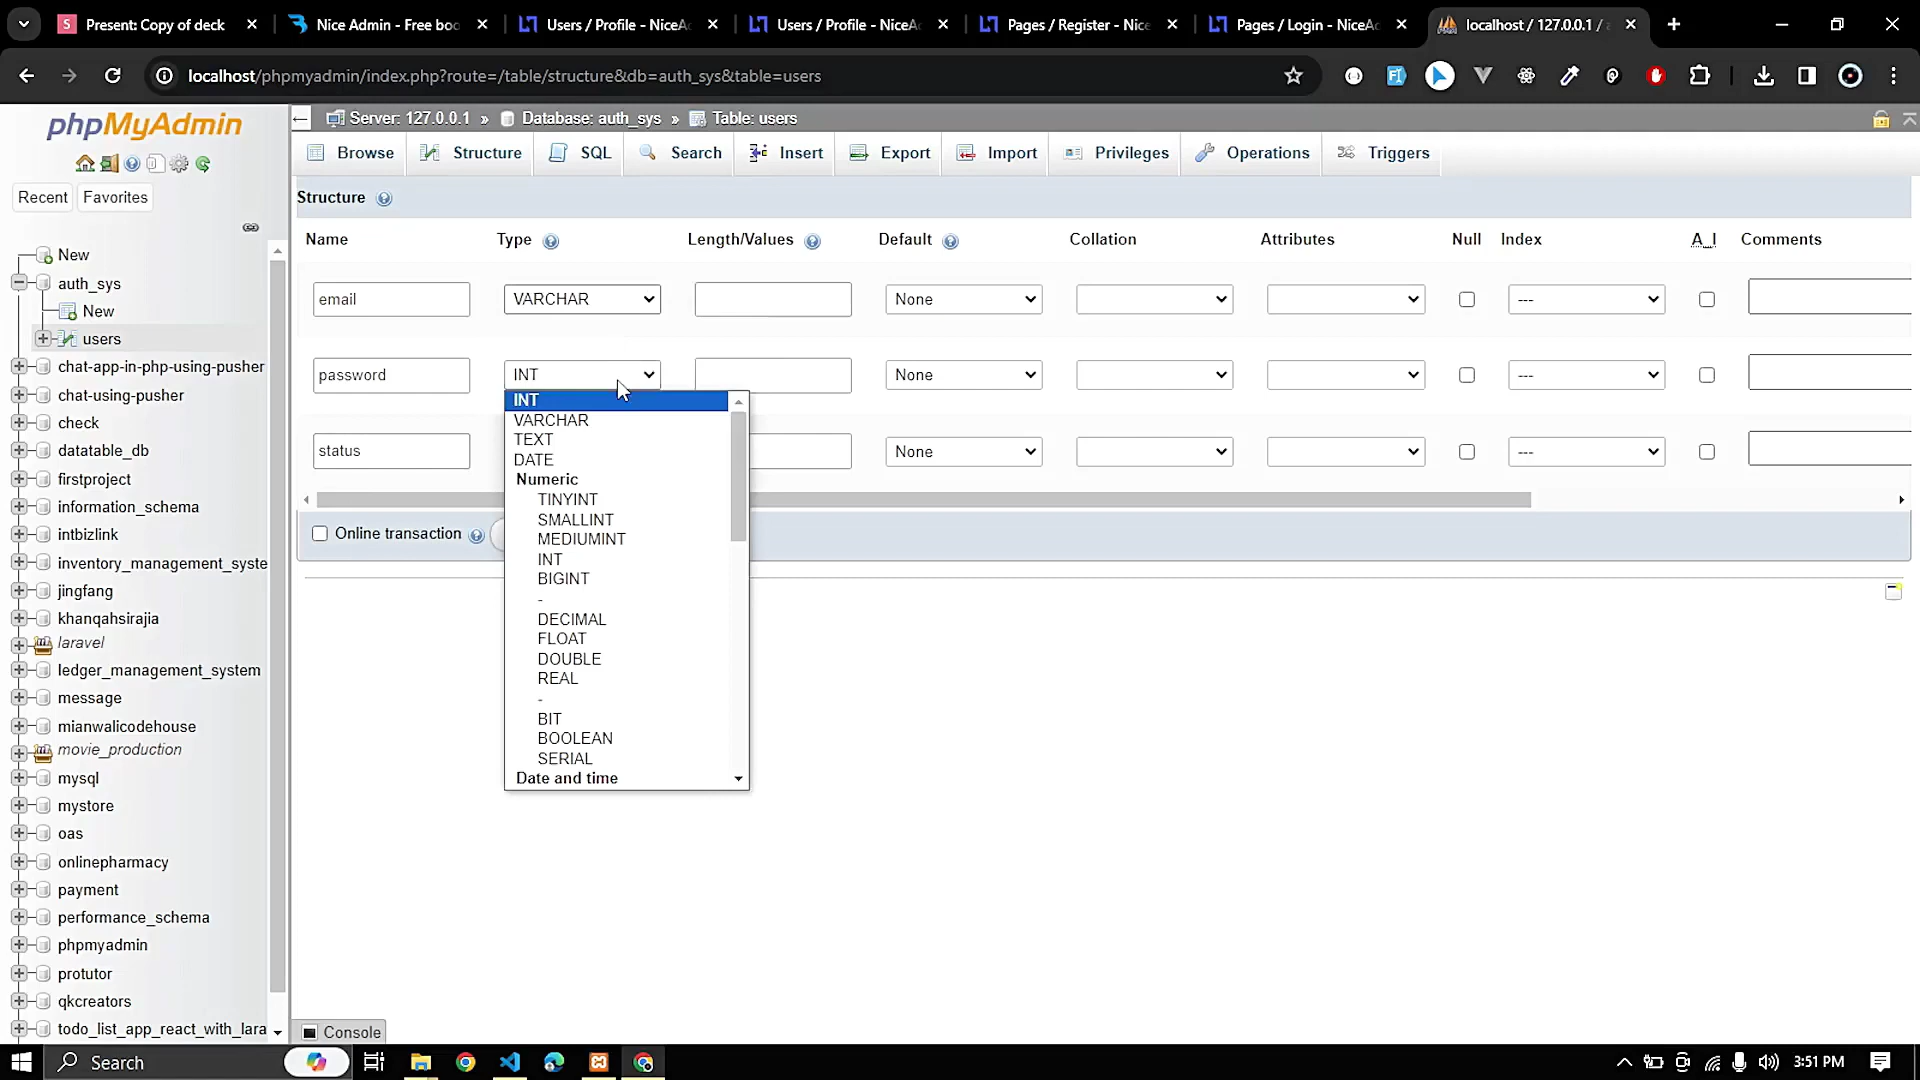 Present: Copy of deck
Nice Admin - Free boo
Users / Profile - NiceAd
Users / Profile - NiceAd
Pages / Register - Nice
Pages / Login - NiceAd
localhost / 127.0.0.1 / a
localhost/phpmyadmin/index.php?route=/table/structure&db=auth_sys&table=users
phpMyAdmin
Recent
Favorites
New
auth_sys
New
users
chat-app-in-php-using-pusher
chat-using-pusher
check
datatable_db
firstproject
information_schema
intbizlink
inventory_management_syste
jingfang
khanqahsirajia
laravel
ledger_management_system
message
mianwalicodehouse
movie_production
mysql
mystore
oas
onlinepharmacy
payment
performance_schema
phpmyadmin
protutor
qkcreators
todo_list_app_react_with_lara
Server: 127.0.0.1 » Database: auth_sys » Table: users
Browse
Structure
SQL
Search
Insert
Export
Import
Privileges
Operations
Triggers
Structure
Name
Type
Length/Values
Default
Collation
Attributes
Null
Index
A_I
Comments
email
VARCHAR
None
---
password
INT
None
---
status
None
---
INT
VARCHAR
TEXT
DATE
Numeric
TINYINT
SMALLINT
MEDIUMINT
INT
BIGINT
-
DECIMAL
FLOAT
DOUBLE
REAL
-
BIT
BOOLEAN
SERIAL
Date and time
Online transaction
Console
Search
3:51 PM